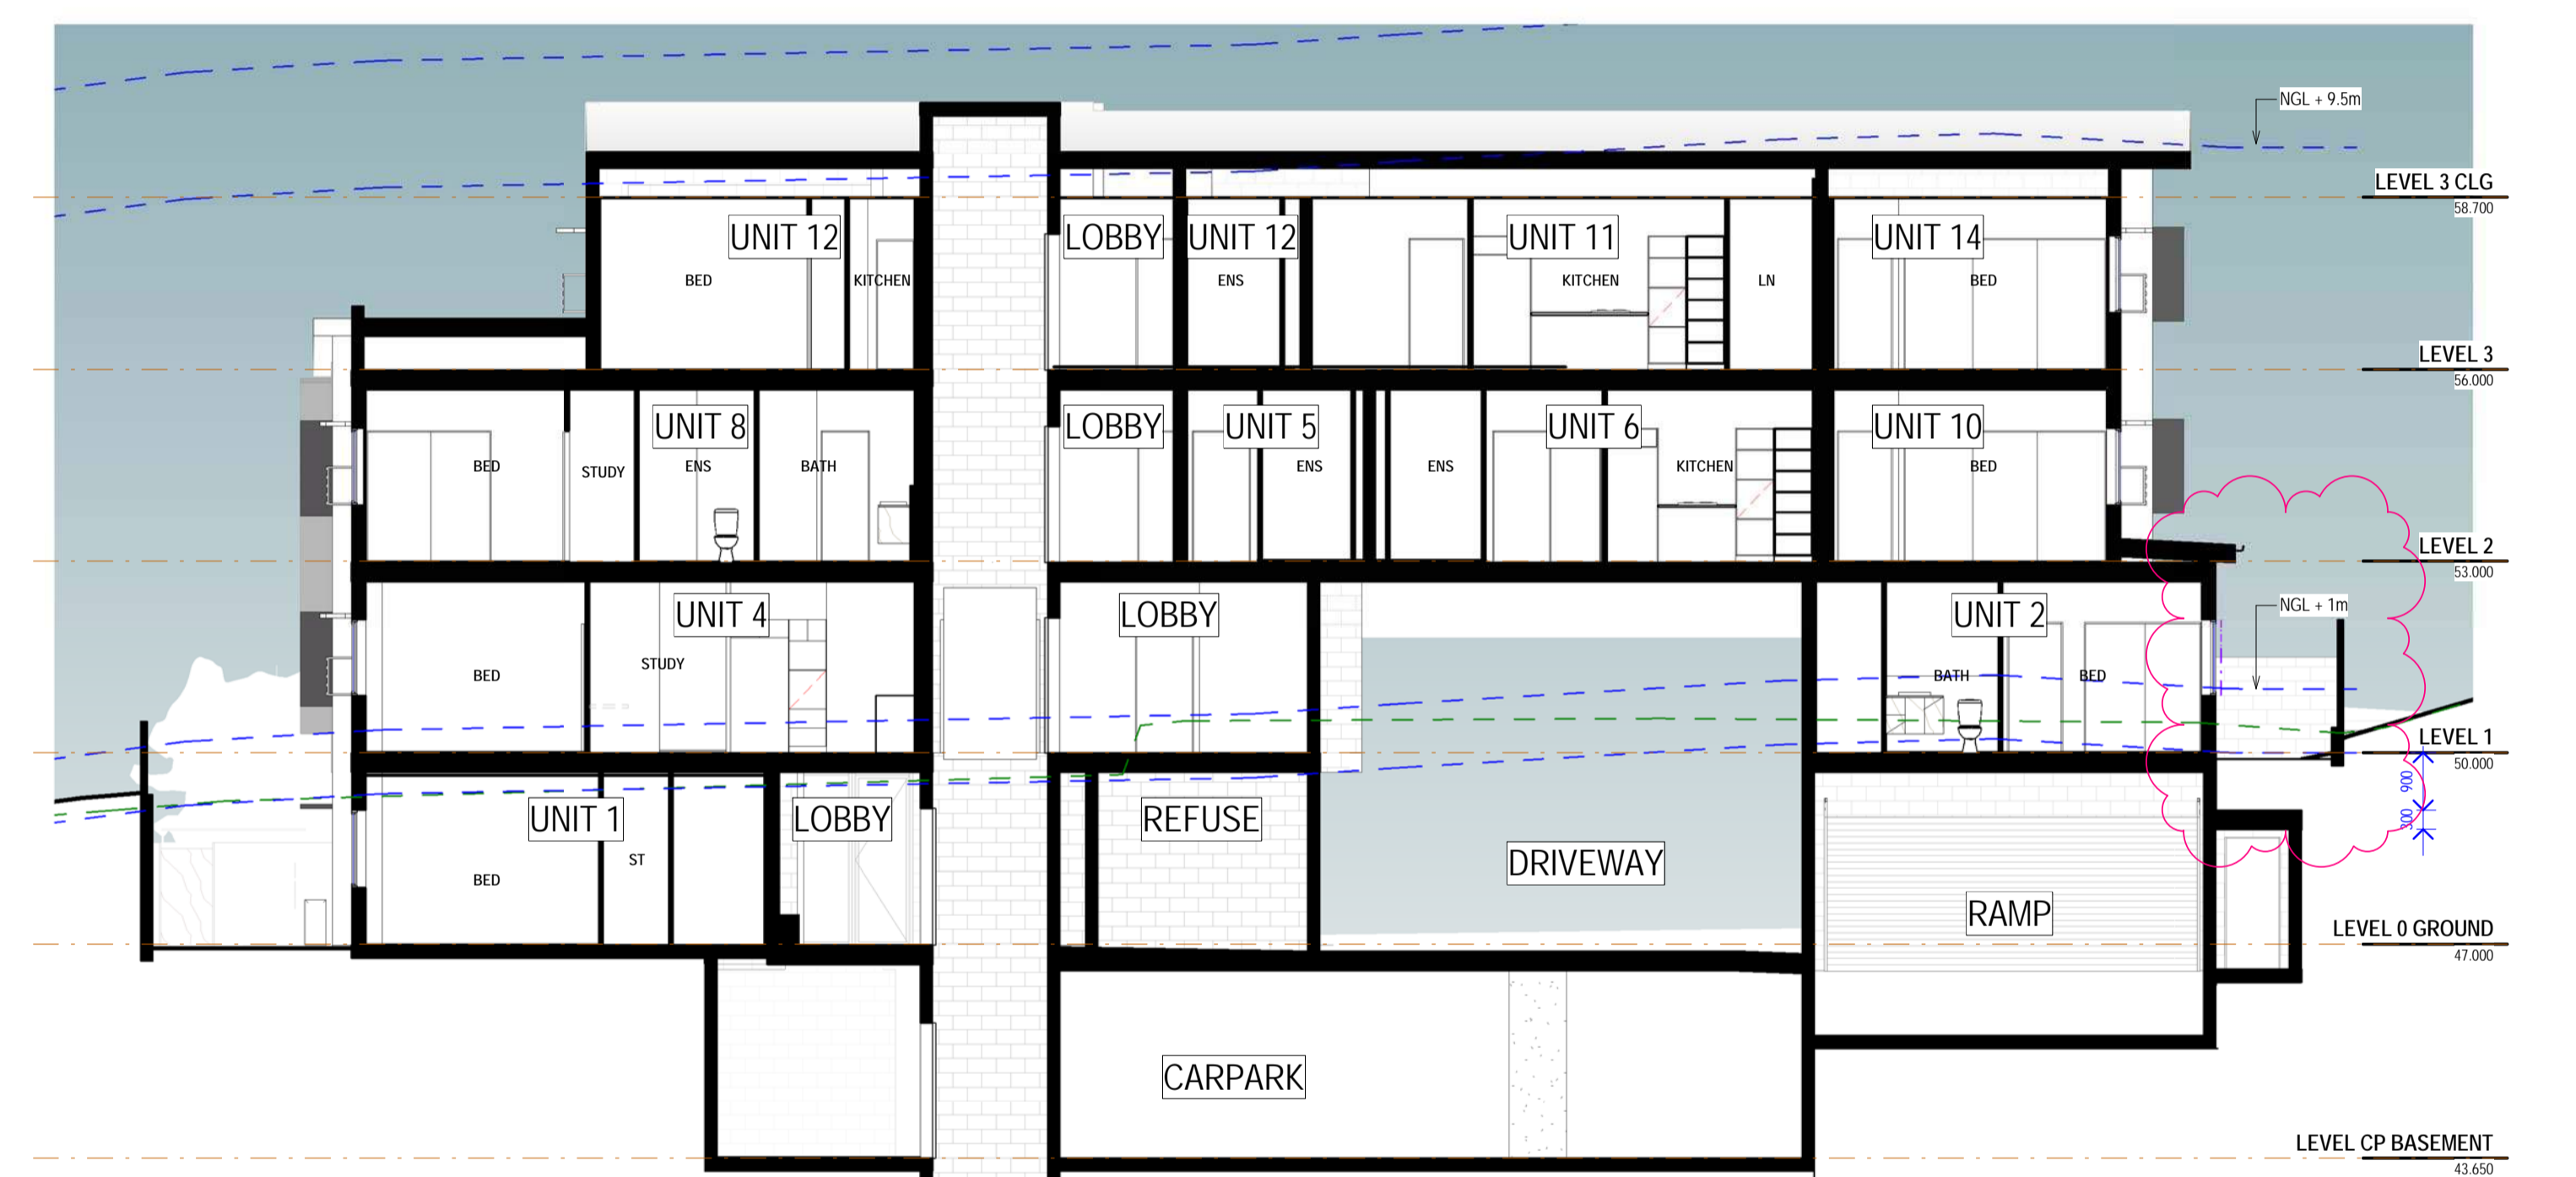 NGL + 9.5m
LEVEL 3 CLG
58.700
UNIT 12
LOBBY
UNIT 12
UNIT 11
UNIT 14
BED
KITCHEN
ENS
KITCHEN
LN
BED
LEVEL 3
56.000
UNIT 8
LOBBY
UNIT 5
UNIT 6
UNIT 10
BED
STUDY
ENS
BATH
ENS
ENS
KITCHEN
BED
LEVEL 2
53.000
UNIT 4
LOBBY
UNIT 2
NGL + 1m
BED
STUDY
BATH
BED
LEVEL 1
50.000
900
300
UNIT 1
LOBBY
REFUSE
BED
ST
DRIVEWAY
RAMP
LEVEL 0 GROUND
47.000
CARPARK
LEVEL CP BASEMENT
43.650